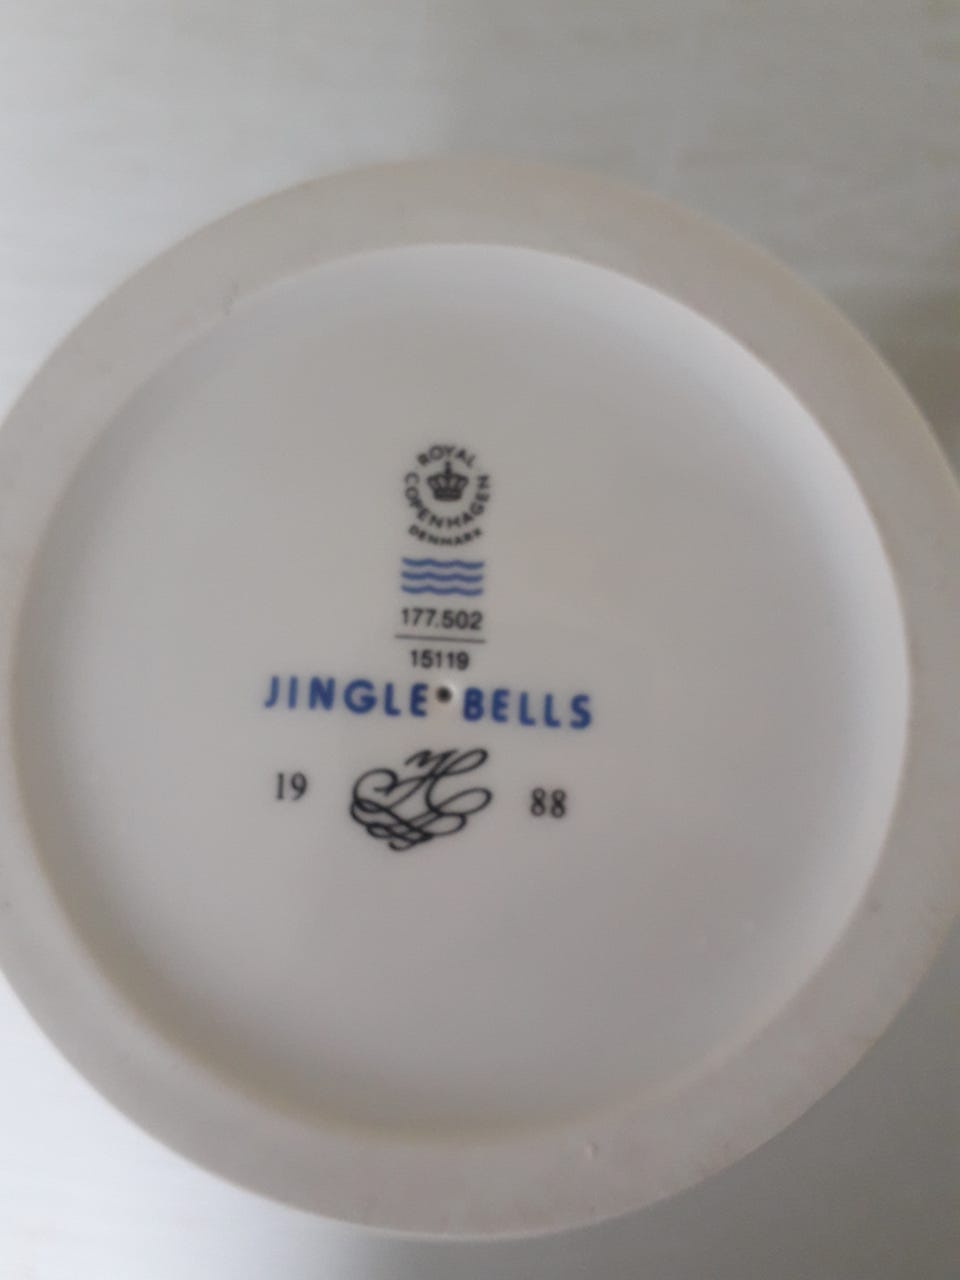 ROYAL
COPENHAGEN
DENMARK
177.502
15119
JINGLE BELLS
19 88